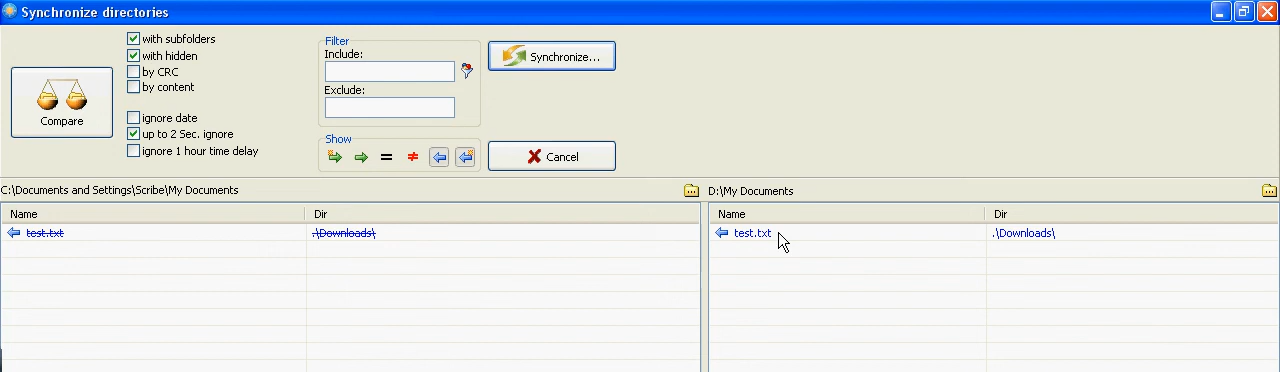 Synchronize directories
Compare
with subfolders
with hidden
by CRC
by content
ignore date
up to 2 Sec. ignore
ignore 1 hour time delay
Filter
Include:
Exclude:
Show
Synchronize...
Cancel
C:\Documents and Settings\Scribe\My Documents
D:\My Documents
Name Dir
Name Dir
test.txt .\Downloads\
test.txt .\Downloads\